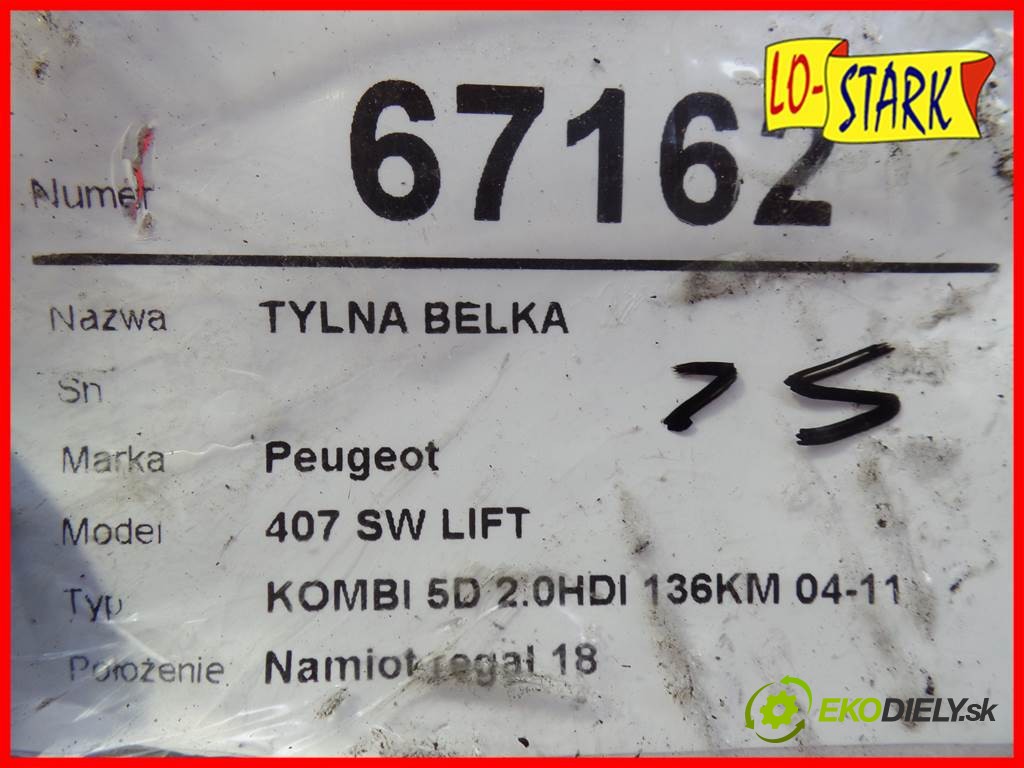 LO-STARK
Numer 67162
Nazwa TYLNA BELKA
Sn
75
Marka Peugeot
Model 407 SW LIFT
Typ KOMBI 5D 2.0HDI 136KM 04-11
Położenie Namiot regał 18
EKODIELY.sk